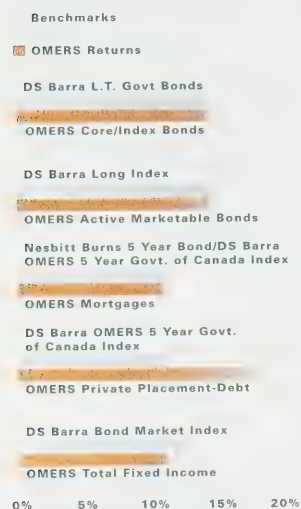 Benchmarks
OMERS Returns
DS Barra L.T. Govt Bonds
OMERS Core/Index Bonds
DS Barra Long Index
OMERS Active Marketable Bonds
Nesbitt Burns 5 Year Bond/DS Barra
OMERS 5 Year Govt. of Canada Index
OMERS Mortgages
DS Barra OMERS 5 Year Govt.
of Canada Index
OMERS Private Placement-Debt
DS Barra Bond Market Index
OMERS Total Fixed Income
0% 5% 10% 15% 20%